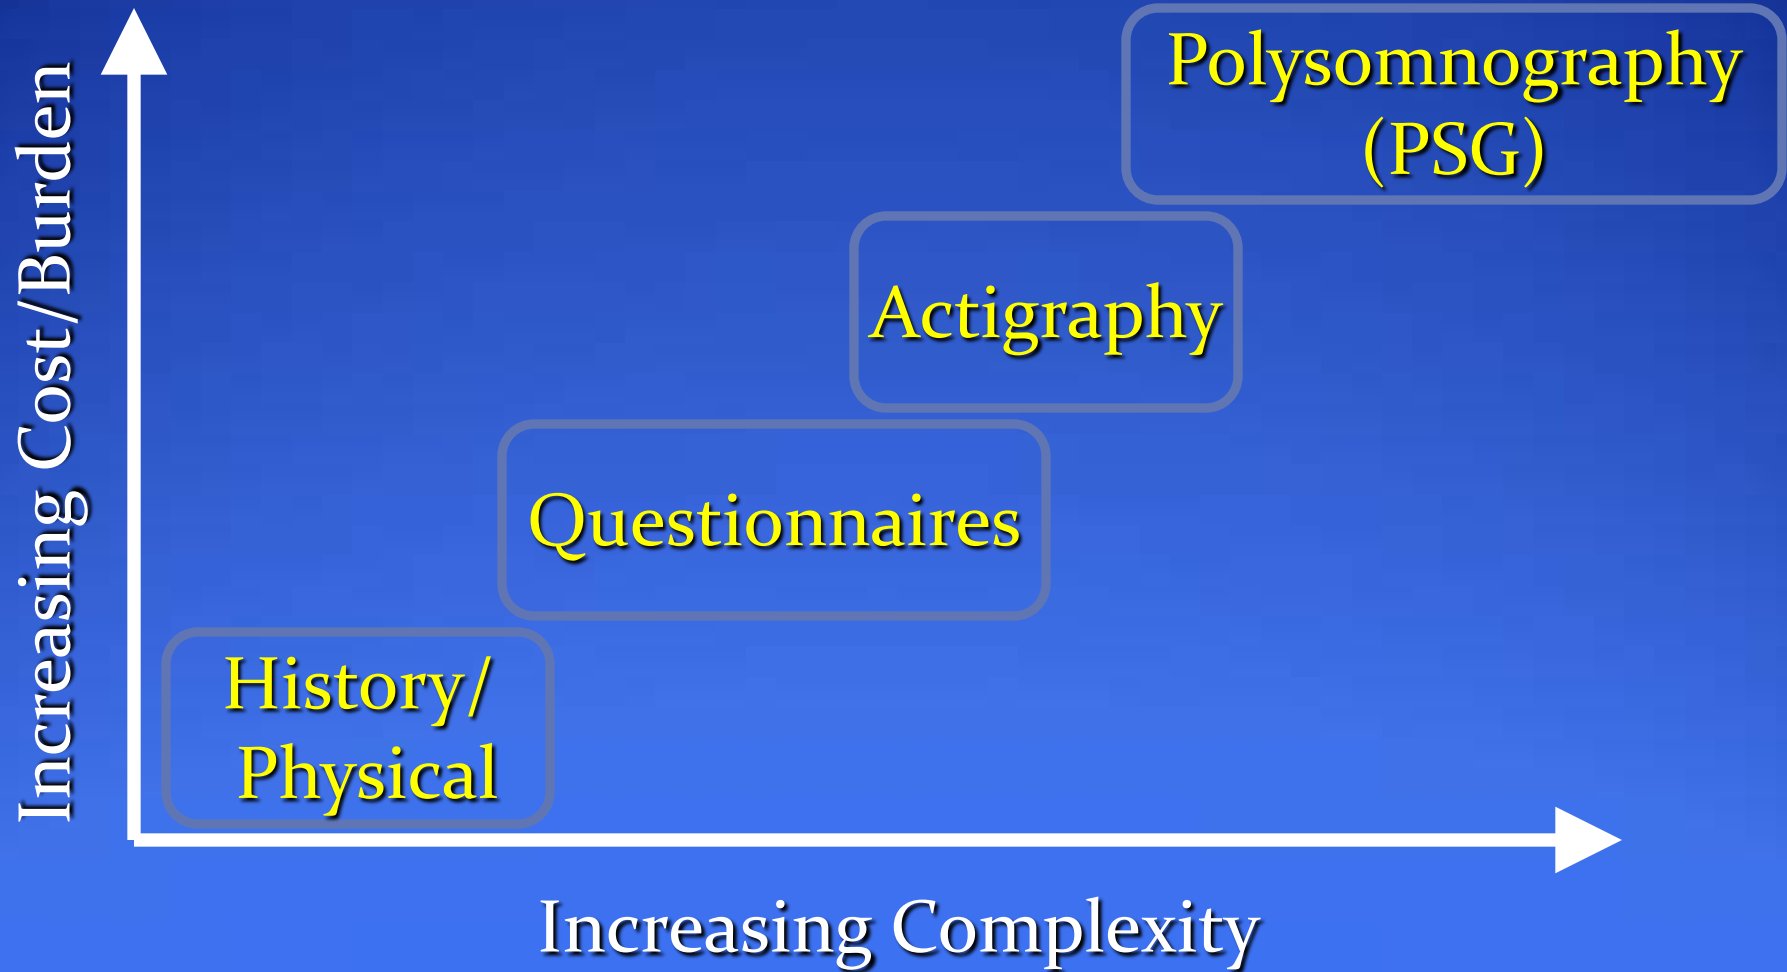 Increasing Cost/Burden
Polysomnography
(PSG)
Actigraphy
Questionnaires
History/
Physical
Increasing Complexity